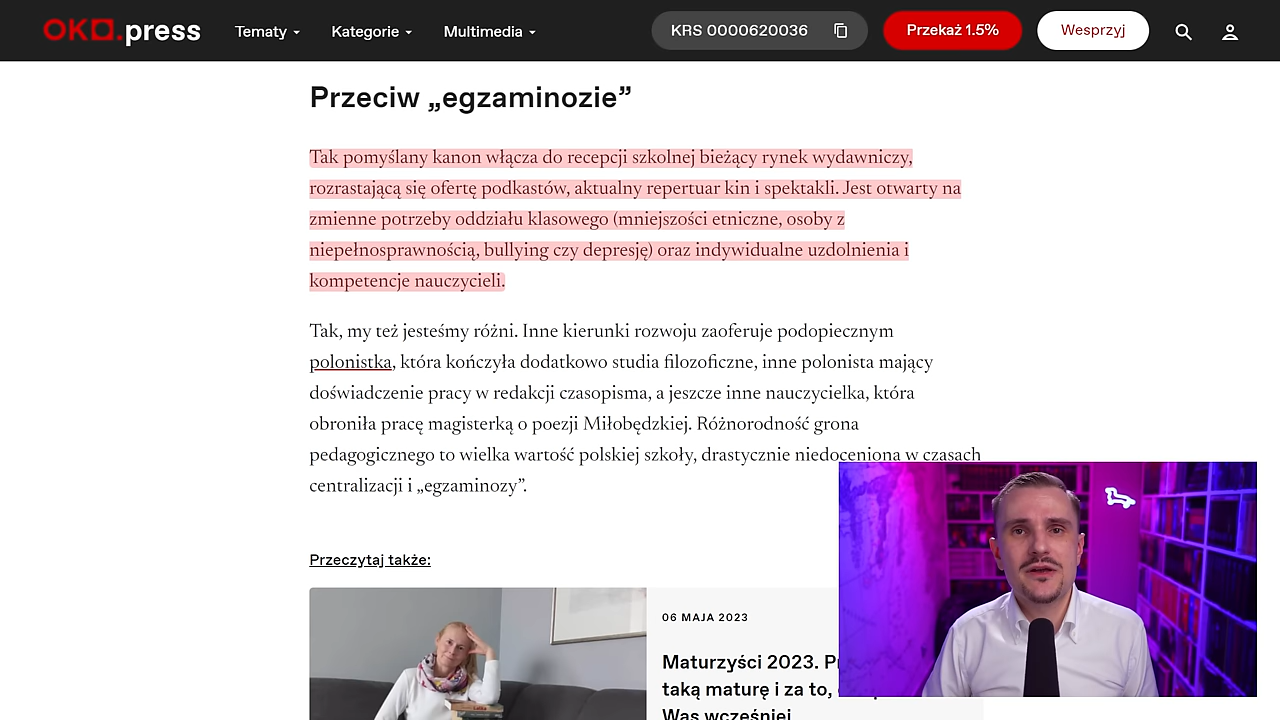 OKO.press
Tematy
Kategorie
Multimedia
KRS 0000620036
Przekaż 1.5%
Wesprzyj
Przeciw „egzaminozie”
Tak pomyślany kanon włącza do recepcji szkolnej bieżący rynek wydawniczy,
rozrastającą się ofertę podkastów, aktualny repertuar kin i spektakli. Jest otwarty na
zmienne potrzeby oddziału klasowego (mniejszości etniczne, osoby z
niepełnosprawnością, bullying czy depresję) oraz indywidualne uzdolnienia i
kompetencje nauczycieli.
Tak, my też jesteśmy różni. Inne kierunki rozwoju zaoferuje podopiecznym
polonistka, która kończyła dodatkowo studia filozoficzne, inne polonista mający
doświadczenie pracy w redakcji czasopisma, a jeszcze inne nauczycielka, która
obroniła pracę magisterką o poezji Miłobędzkiej. Różnorodność grona
pedagogicznego to wielka wartość polskiej szkoły, drastycznie niedoceniona w czasach
centralizacji i „egzaminozy”.
Przeczytaj także:
06 MAJA 2023
Maturzyści 2023.
taką maturę i za to,
Was wcześniej